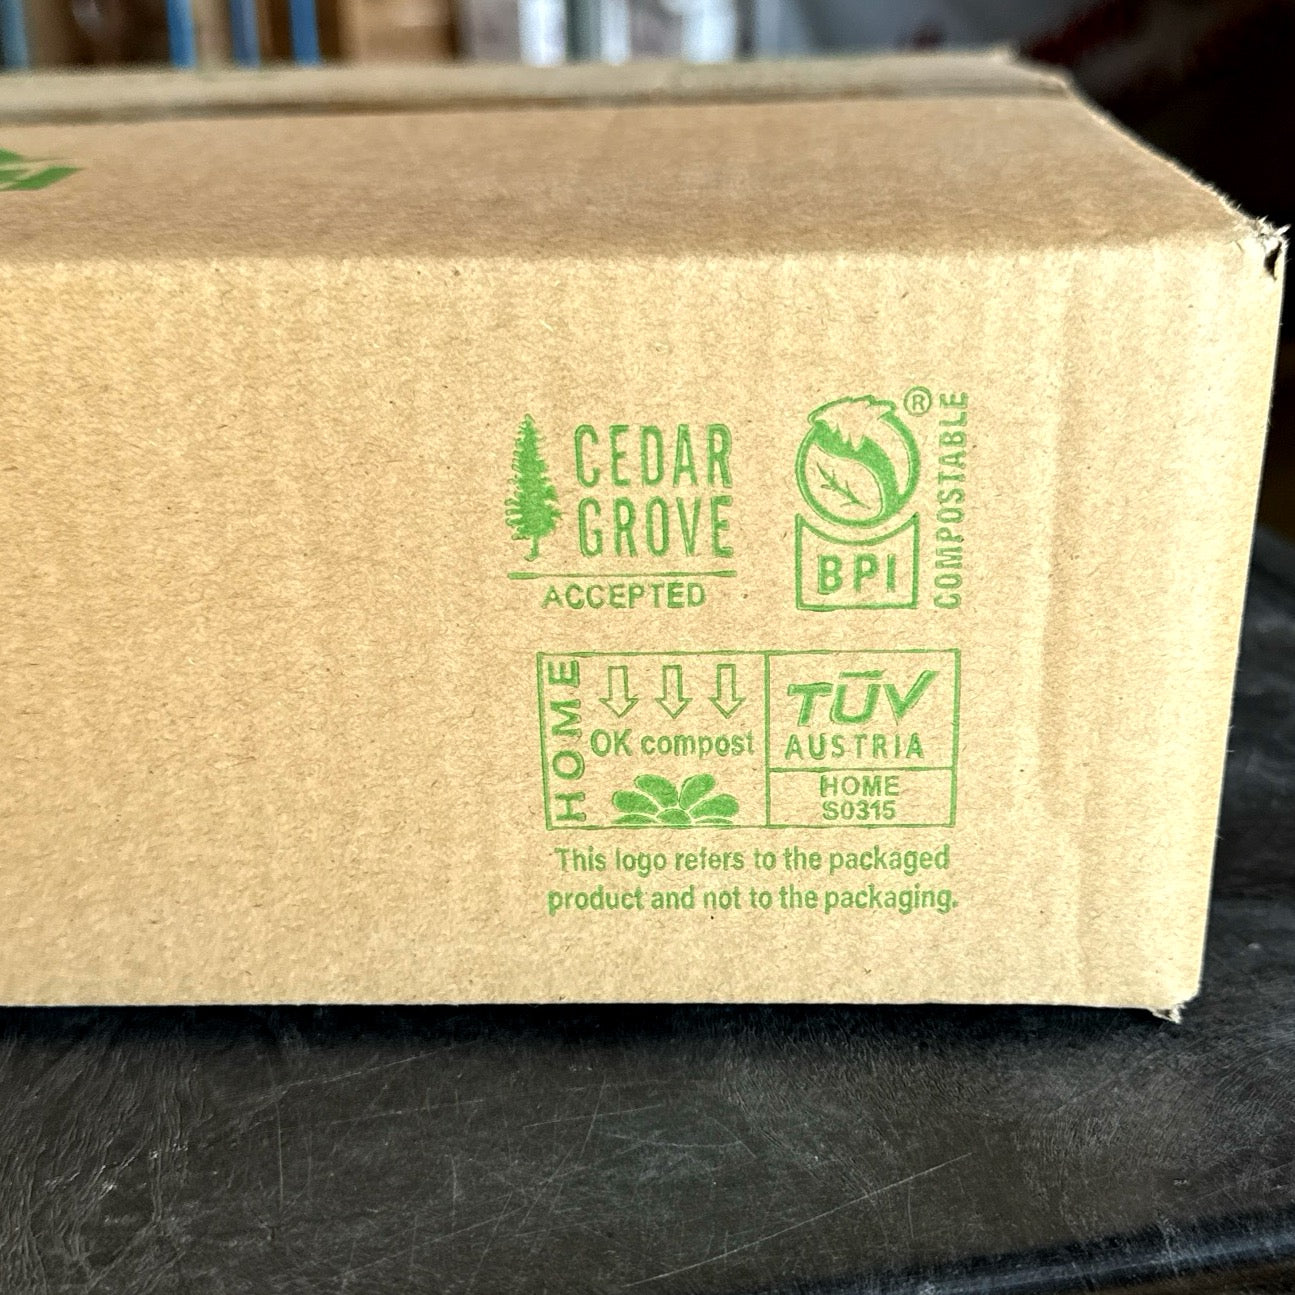 CEDAR
GROVE
ACCEPTED
®
BPI
COMPOSTABLE
HOME
OK compost
TÜV
AUSTRIA
HOME
S0315
This logo refers to the packaged
product and not to the packaging.